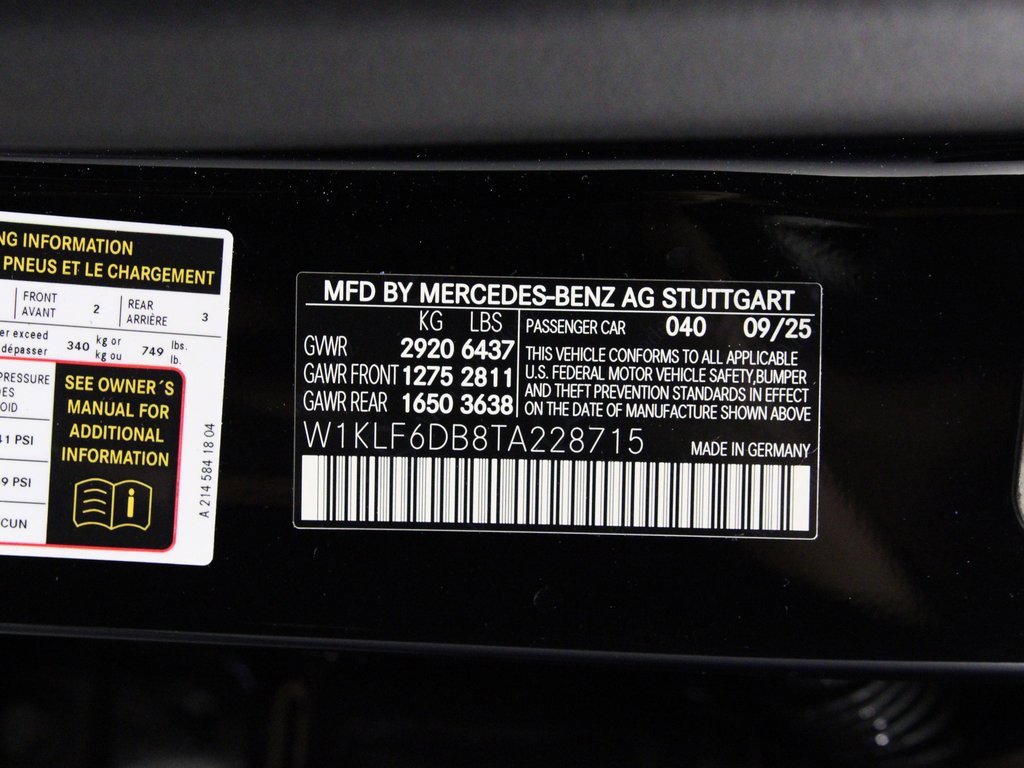 NG INFORMATION
PNEUS ET LE CHARGEMENT
FRONT
AVANT 2 REAR
ARRIÈRE 3
er exceed
dépasser 340 kg or
kg ou 749 lbs.
lb.
PRESSURE
DES
OID
41 PSI
9 PSI
CUN
SEE OWNER´S
MANUAL FOR
ADDITIONAL
INFORMATION
i
A 214 584 18 04
MFD BY MERCEDES-BENZ AG STUTTGART
KG LBS
GVWR 2920 6437
GAWR FRONT 1275 2811
GAWR REAR 1650 3638
PASSENGER CAR 040 09/25
THIS VEHICLE CONFORMS TO ALL APPLICABLE
U.S. FEDERAL MOTOR VEHICLE SAFETY,BUMPER
AND THEFT PREVENTION STANDARDS IN EFFECT
ON THE DATE OF MANUFACTURE SHOWN ABOVE
W1KLF6DB8TA228715 MADE IN GERMANY